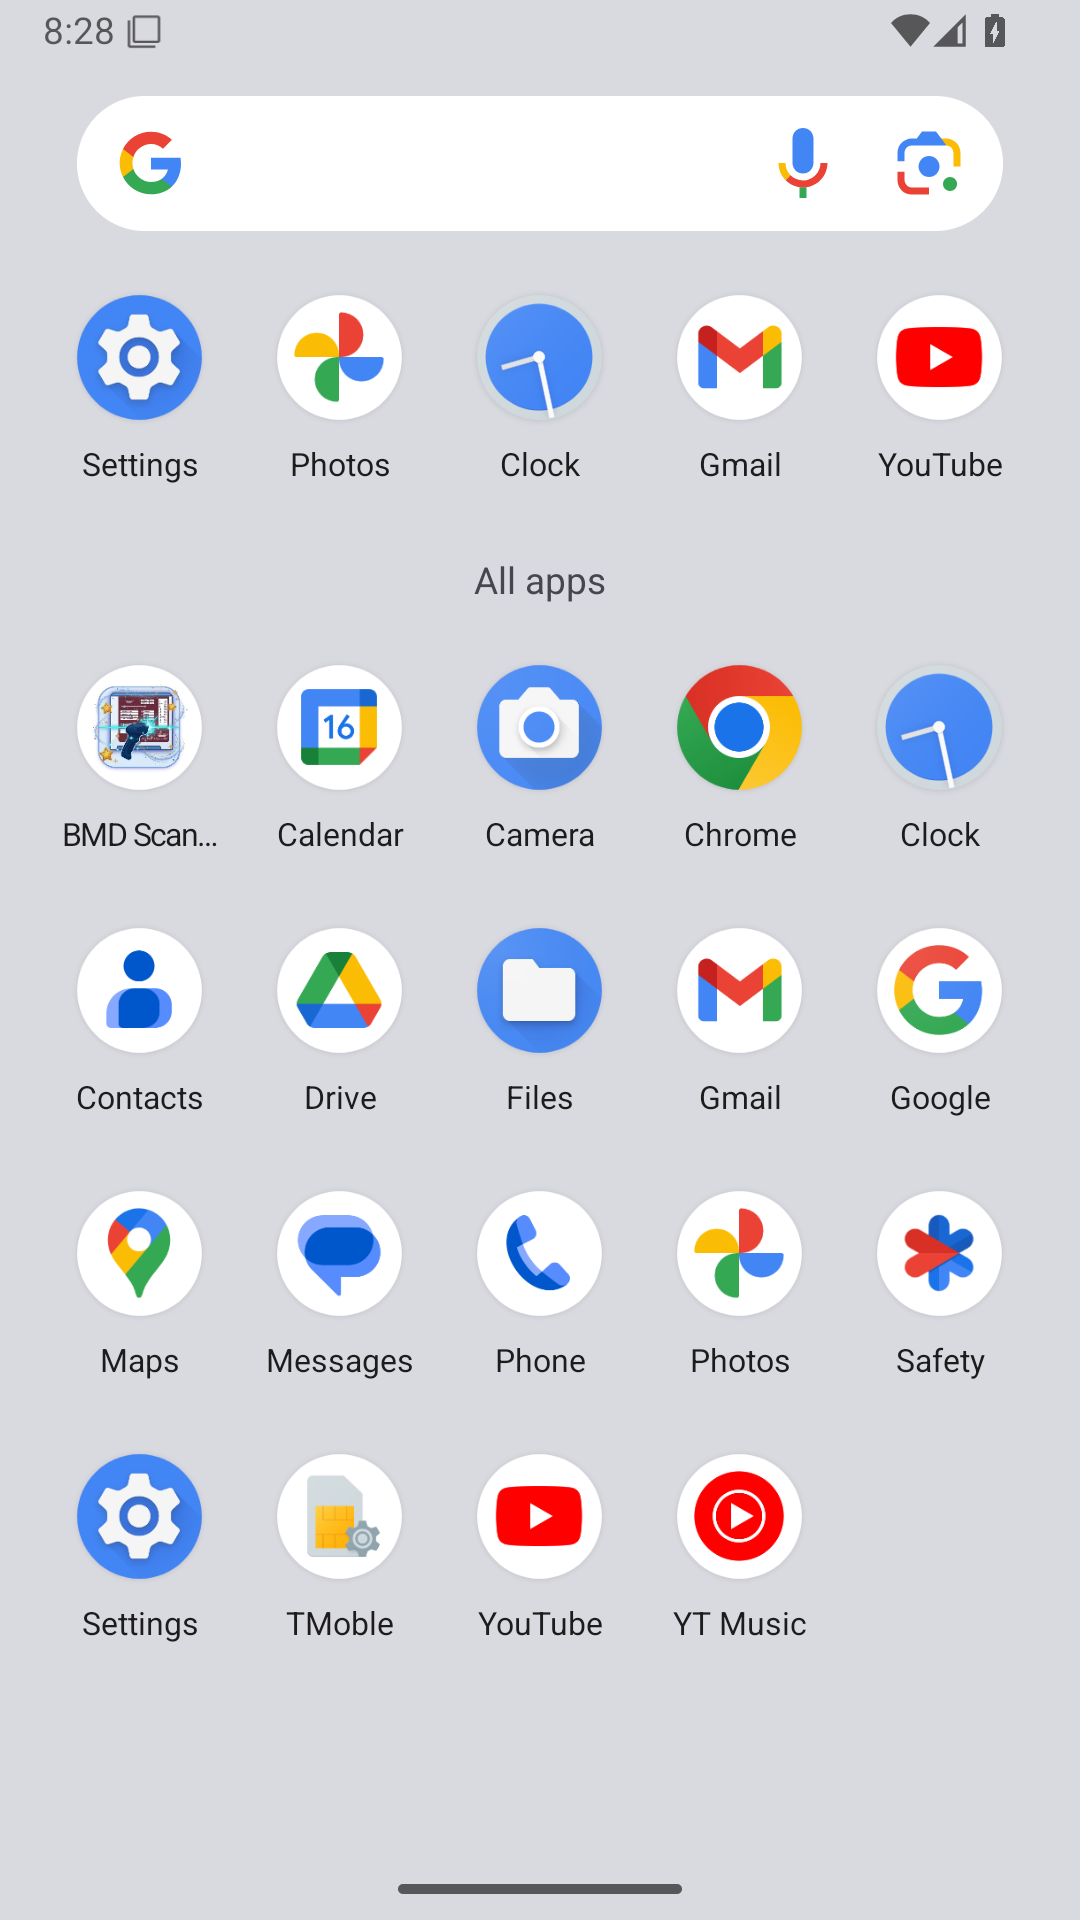 8:28
Settings Photos Clock Gmail YouTube
All apps
16
BMD Scan... Calendar Camera Chrome Clock
Contacts Drive Files Gmail Google
Maps Messages Phone Photos Safety
Settings TMoble YouTube YT Music